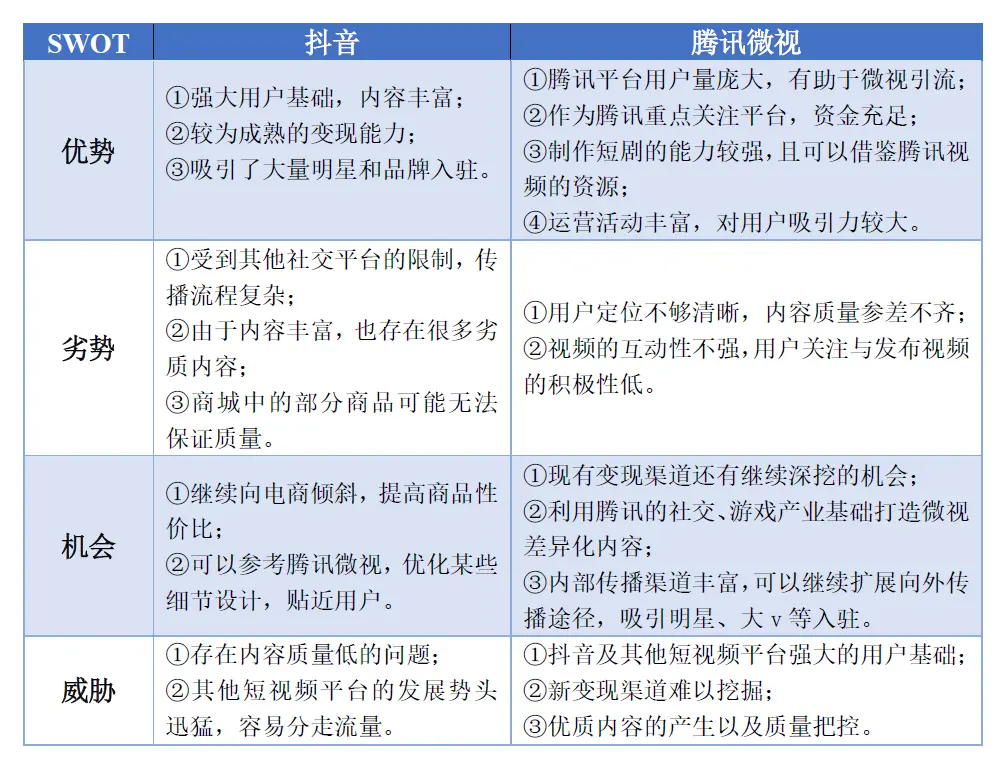 SWOT
抖音
腾讯微视
优势
①强大用户基础，内容丰富；
②较为成熟的变现能力；
③吸引了大量明星和品牌入驻。
①腾讯平台用户量庞大，有助于微视引流；
②作为腾讯重点关注平台，资金充足；
③制作短剧的能力较强，且可以借鉴腾讯视
频的资源；
④运营活动丰富，对用户吸引力较大。
劣势
①受到其他社交平台的限制，传
播流程复杂；
②由于内容丰富，也存在很多劣
质内容；
③商城中的部分商品可能无法
保证质量。
①用户定位不够清晰，内容质量参差不齐；
②视频的互动性不强，用户关注与发布视频
的积极性低。
机会
①继续向电商倾斜，提高商品性
价比；
②可以参考腾讯微视，优化某些
细节设计，贴近用户。
①现有变现渠道还有继续深挖的机会；
②利用腾讯的社交、游戏产业基础打造微视
差异化内容；
③内部传播渠道丰富，可以继续扩展向外传
播途径，吸引明星、大 v 等入驻。
威胁
①存在内容质量低的问题；
②其他短视频平台的发展势头
迅猛，容易分走流量。
①抖音及其他短视频平台强大的用户基础；
②新变现渠道难以挖掘；
③优质内容的产生以及质量把控。